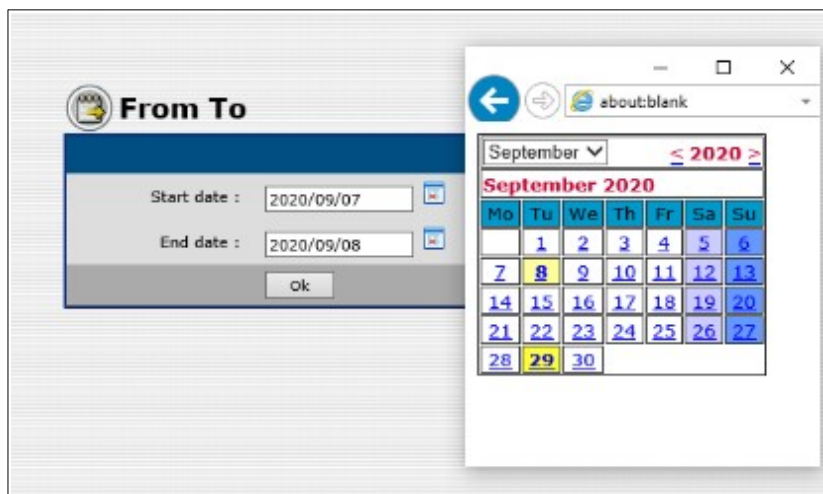 From To
Start date : 2020/09/07
End date : 2020/09/08
Ok
about:blank
September < 2020 >
September 2020
Mo Tu We Th Fr Sa Su
1 2 3 4 5 6
7 8 9 10 11 12 13
14 15 16 17 18 19 20
21 22 23 24 25 26 27
28 29 30